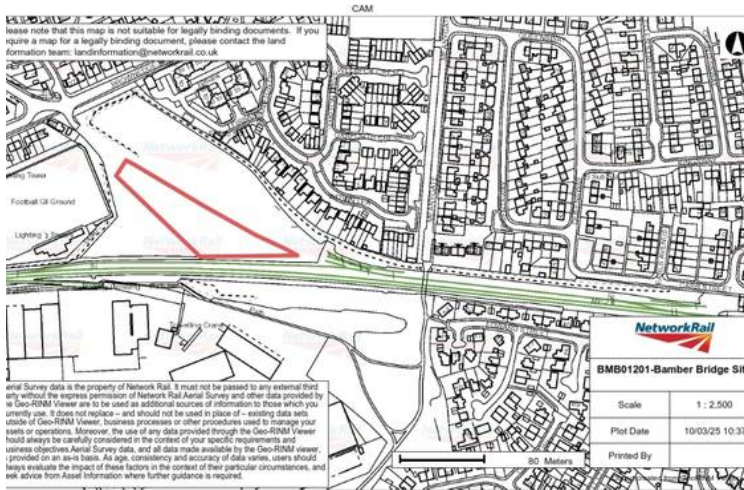 CAM
lease note that this map is not suitable for legally binding documents. If you
equire a map for a legally binding document, please contact the land
formation team: landinformation@networkrail.co.uk
ing Tower
Football Gll Ground
Lighting 's
NetworkRail
Travelling Crane
NetworkRail
BMB01201-Bamber Bridge Sit
Scale
1 : 2,500
Plot Date
10/03/25 10:37
Printed By
80 Meters
erial Survey data is the property of Network Rail. It must not be passed to any external third
arty without the express permission of Network Rail.Aerial Survey and other data provided by
e Geo-RINM Viewer are to be used as additional sources of information to those which you
urrently use. It does not replace – and should not be used in place of – existing data sets
utside of Geo-RINM Viewer, business processes or other procedures used to manage your
ssets or operations. Moreover, the use of any data provided through the Geo-RINM Viewer
hould always be carefully considered in the context of your specific requirements and
usiness objectives.Aerial Survey data, and all data made available by the Geo-RINM viewer,
s provided on an as-is basis. As age, consistency and accuracy of data varies, users should
lways evaluate the impact of these factors in the context of their particular circumstances, and
eek advice from Asset Information where further guidance is required.